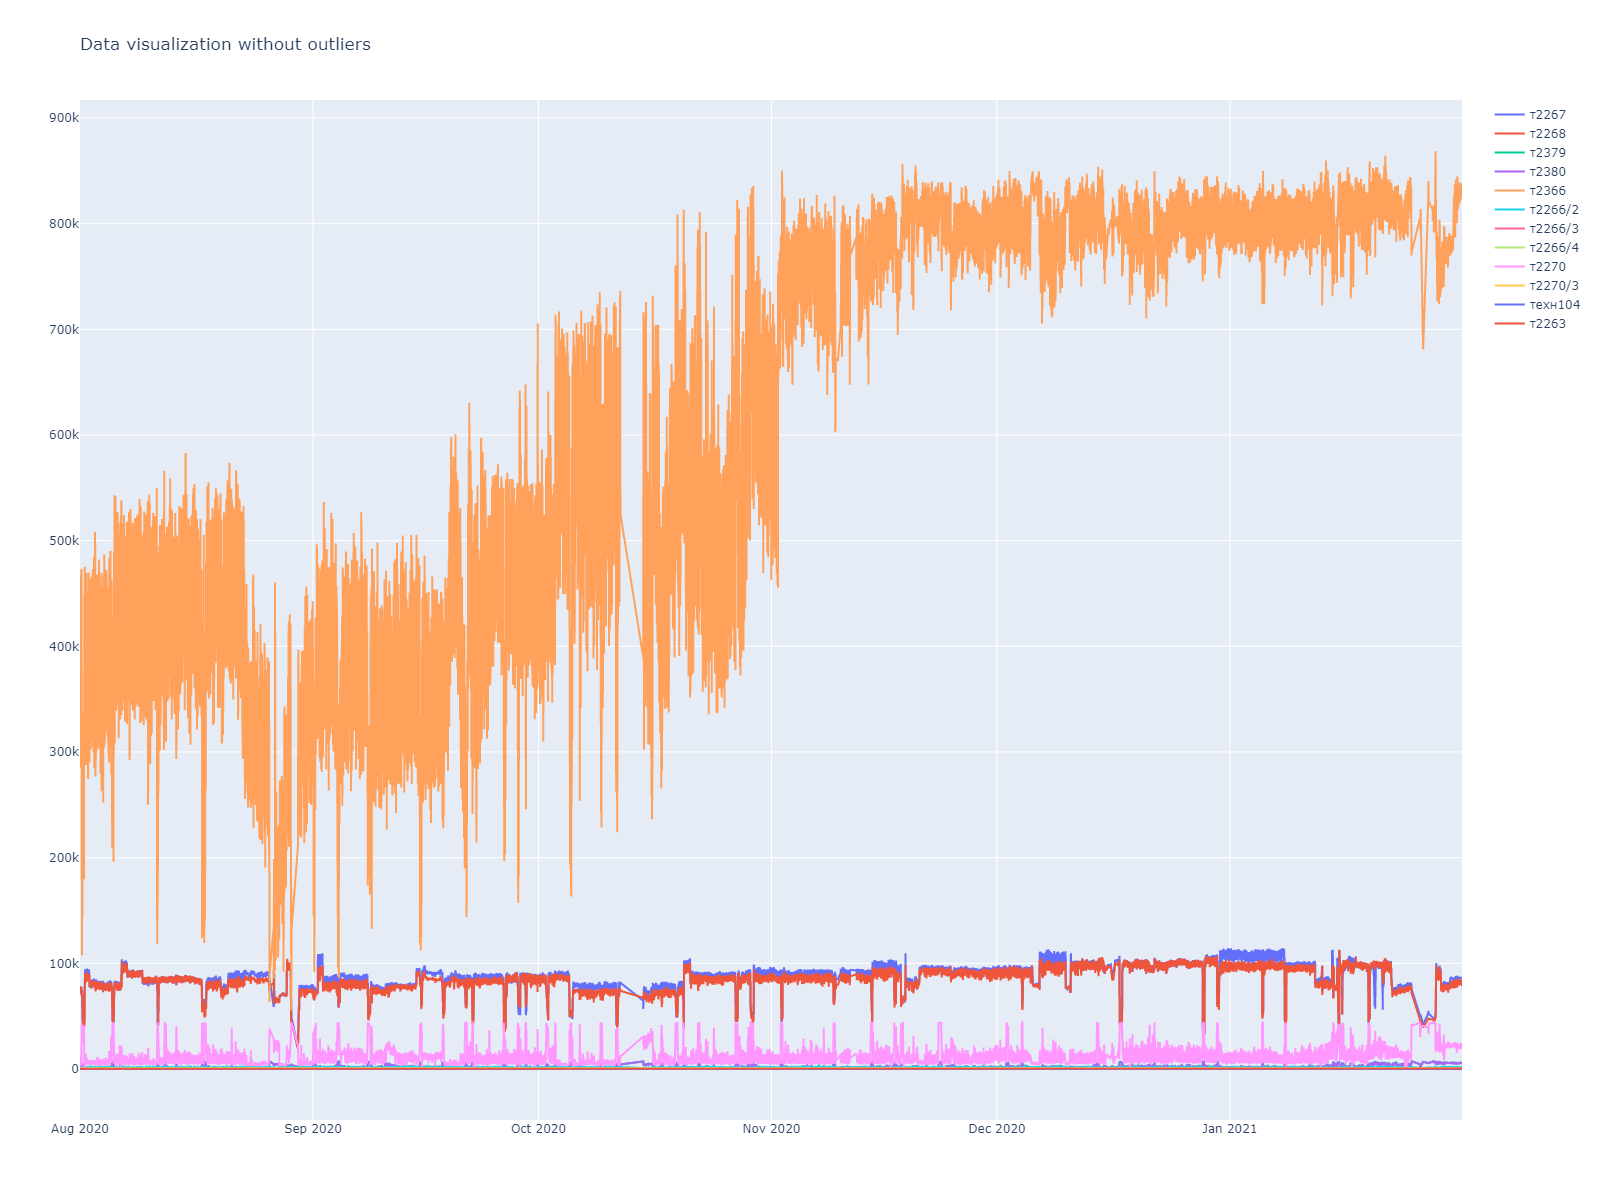 Data visualization without outliers
900k
800k
700k
600k
500k
400k
300k
200k
100k
0
Aug 2020
Sep 2020
Oct 2020
Nov 2020
Dec 2020
Jan 2021
т2267
т2268
т2379
т2380
т2366
т2266/2
т2266/3
т2266/4
т2270
т2270/3
техн104
т2263